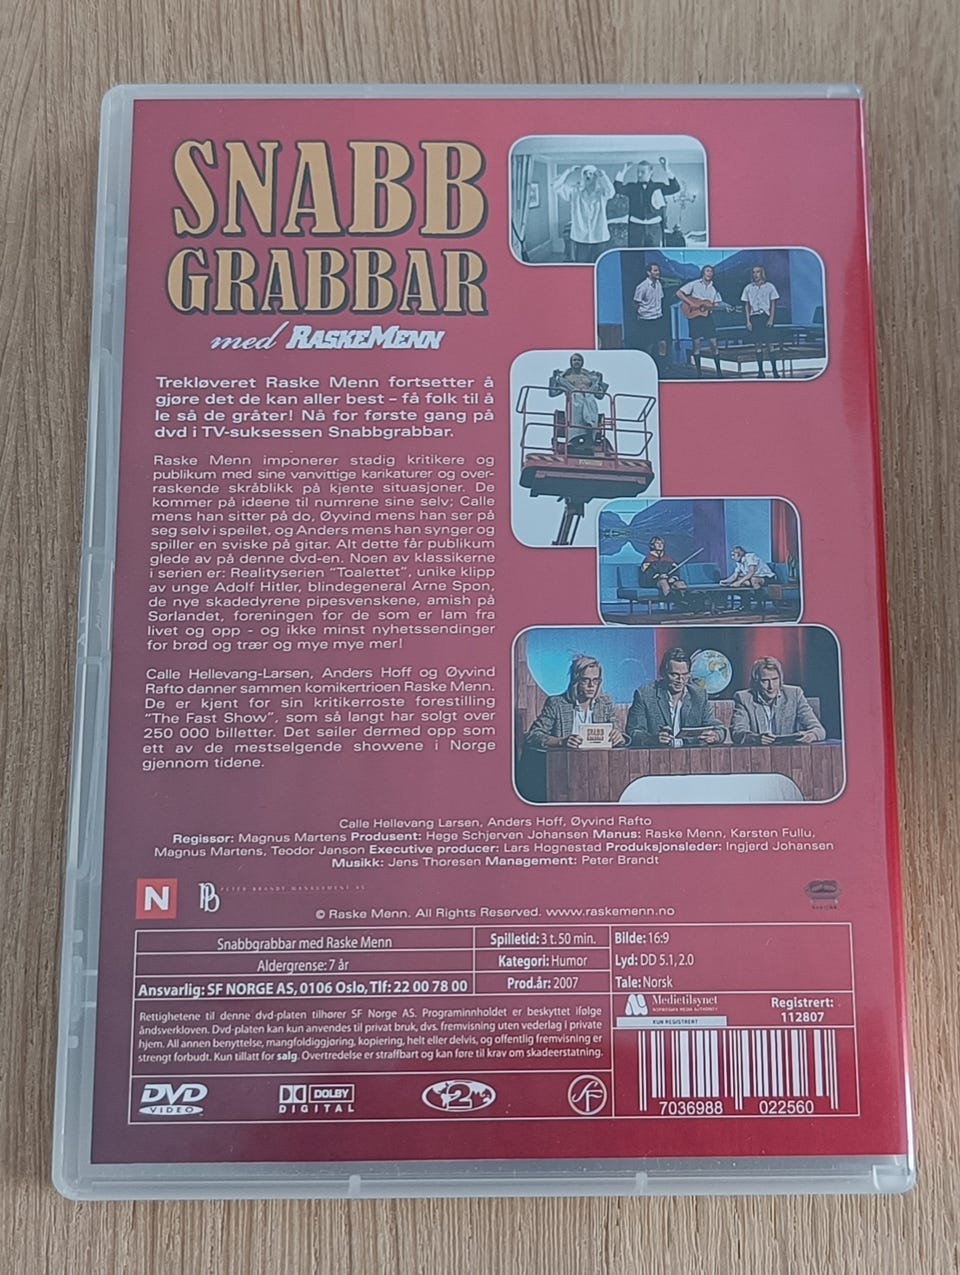 SNABB
GRABBAR
med RASKEMENN
Trekløveret Raske Menn fortsetter å
gjøre det de kan aller best – få folk til å
le så de gråter! Nå for første gang på
dvd i TV-suksessen Snabbgrabbar.
Raske Menn imponerer stadig kritikere og
publikum med sine vanvittige karikaturer og over-
raskende skråblikk på kjente situasjoner. De
kommer på ideene til numrene sine selv; Calle
mens han sitter på do, Øyvind mens han ser på
seg selv i speilet, og Anders mens han synger og
spiller en sviske på gitar. Alt dette får publikum
glede av på denne dvd-en. Noen av klassikerne
i serien er: Realityserien "Toalettet", unike klipp
av unge Adolf Hitler, blindegeneral Arne Spon,
de nye skadedyrene pipesvenskene, amish på
Sørlandet, foreningen for de som er lam fra
livet og opp - og ikke minst nyhetssendinger
for brød og trær og mye mye mer!
Calle Hellevang-Larsen, Anders Hoff og Øyvind
Rafto danner sammen komikertrioen Raske Menn.
De er kjent for sin kritikerroste forestilling
"The Fast Show", som så langt har solgt over
250 000 billetter. Det seiler dermed opp som
ett av de mestselgende showene i Norge
gjennom tidene.
SNABB
GRABBAR
Calle Hellevang Larsen, Anders Hoff, Øyvind Rafto
Regissør: Magnus Martens Produsent: Hege Schjerven Johansen Manus: Raske Menn, Karsten Fullu,
Magnus Martens, Teodor Janson Executive producer: Lars Hognestad Produksjonsleder: Ingjerd Johansen
Musikk: Jens Thoresen Management: Peter Brandt
N PB PETER BRANDT MANAGEMENT AS
© Raske Menn. All Rights Reserved. www.raskemenn.no
Snabbgrabbar med Raske Menn
Aldergrense: 7 år
Ansvarlig: SF NORGE AS, 0106 Oslo, Tlf: 22 00 78 00
Spilletid: 3 t. 50 min.
Kategori: Humor
Prod.år: 2007
Bilde: 16:9
Lyd: DD 5.1, 2.0
Tale: Norsk
Rettighetene til denne dvd-platen tilhører SF Norge AS. Programinnholdet er beskyttet ifølge
åndsverkloven. Dvd-platen kan kun anvendes til privat bruk, dvs. fremvisning uten vederlag i private
hjem. All annen benyttelse, mangfoldiggjøring, kopiering, helt eller delvis, og offentlig fremvisning er
strengt forbudt. Kun tillatt for salg. Overtredelse er straffbart og kan føre til krav om skadeerstatning.
Medietilsynet
NORWEGIAN MEDIA AUTHORITY
KUN REGISTRERT
Registrert:
112807
DVD
VIDEO
DOLBY
DIGITAL
2
SF
7036988 022560